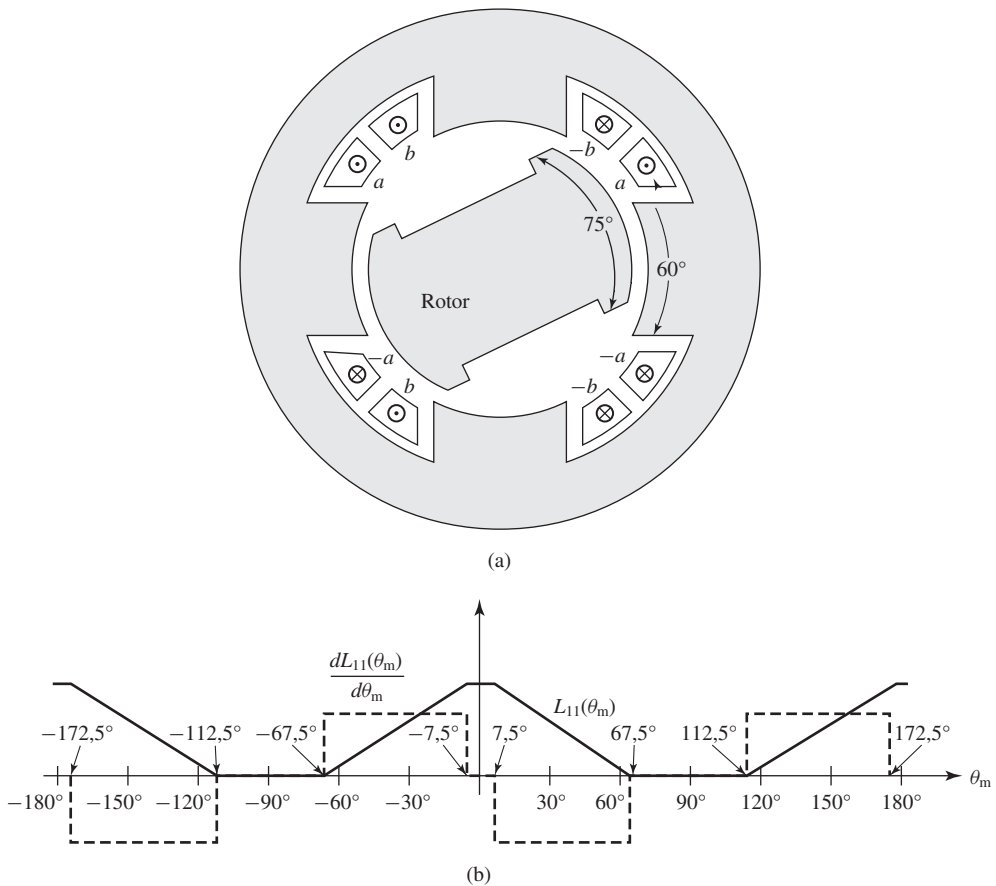 b
−b
a
a
75°
60°
Rotor
−a
−a
b
−b
(a)
dL₁₁(θₘ)
dθₘ
L₁₁(θₘ)
−172,5°
−112,5°
−67,5°
−7,5°
7,5°
67,5°
112,5°
172,5°
θₘ
−180°
−150°
−120°
−90°
−60°
−30°
30°
60°
90°
120°
150°
180°
(b)